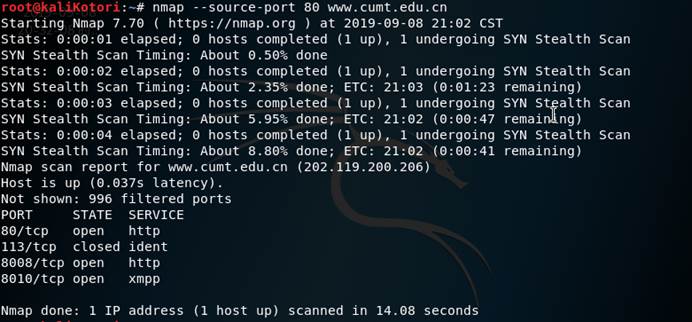 root@kaliKotori:~# nmap --source-port 80 www.cumt.edu.cn
Starting Nmap 7.70 ( https://nmap.org ) at 2019-09-08 21:02 CST
Stats: 0:00:01 elapsed; 0 hosts completed (1 up), 1 undergoing SYN Stealth Scan
SYN Stealth Scan Timing: About 0.50% done
Stats: 0:00:02 elapsed; 0 hosts completed (1 up), 1 undergoing SYN Stealth Scan
SYN Stealth Scan Timing: About 2.35% done; ETC: 21:03 (0:01:23 remaining)
Stats: 0:00:03 elapsed; 0 hosts completed (1 up), 1 undergoing SYN Stealth Scan
SYN Stealth Scan Timing: About 5.95% done; ETC: 21:02 (0:00:47 remaining)
Stats: 0:00:04 elapsed; 0 hosts completed (1 up), 1 undergoing SYN Stealth Scan
SYN Stealth Scan Timing: About 8.80% done; ETC: 21:02 (0:00:41 remaining)
Nmap scan report for www.cumt.edu.cn (202.119.200.206)
Host is up (0.037s latency).
Not shown: 996 filtered ports
PORT     STATE  SERVICE
80/tcp   open   http
113/tcp  closed ident
8008/tcp open   http
8010/tcp open   xmpp
Nmap done: 1 IP address (1 host up) scanned in 14.08 seconds